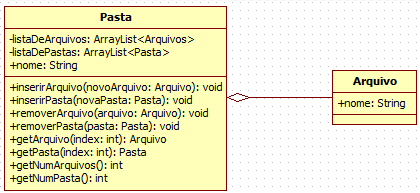 Pasta
-listaDeArquivos: ArrayList<Arquivos>
-listaDePastas: ArrayList<Pasta>
+nome: String
+inserirArquivo(novoArquivo: Arquivo): void
+inserirPasta(novaPasta: Pasta): void
+removerArquivo(arquivo: Arquivo): void
+removerPasta(pasta: Pasta): void
+getArquivo(index: int): Arquivo
+getPasta(index: int): Pasta
+getNumArquivos(): int
+getNumPasta(): int
Arquivo
+nome: String